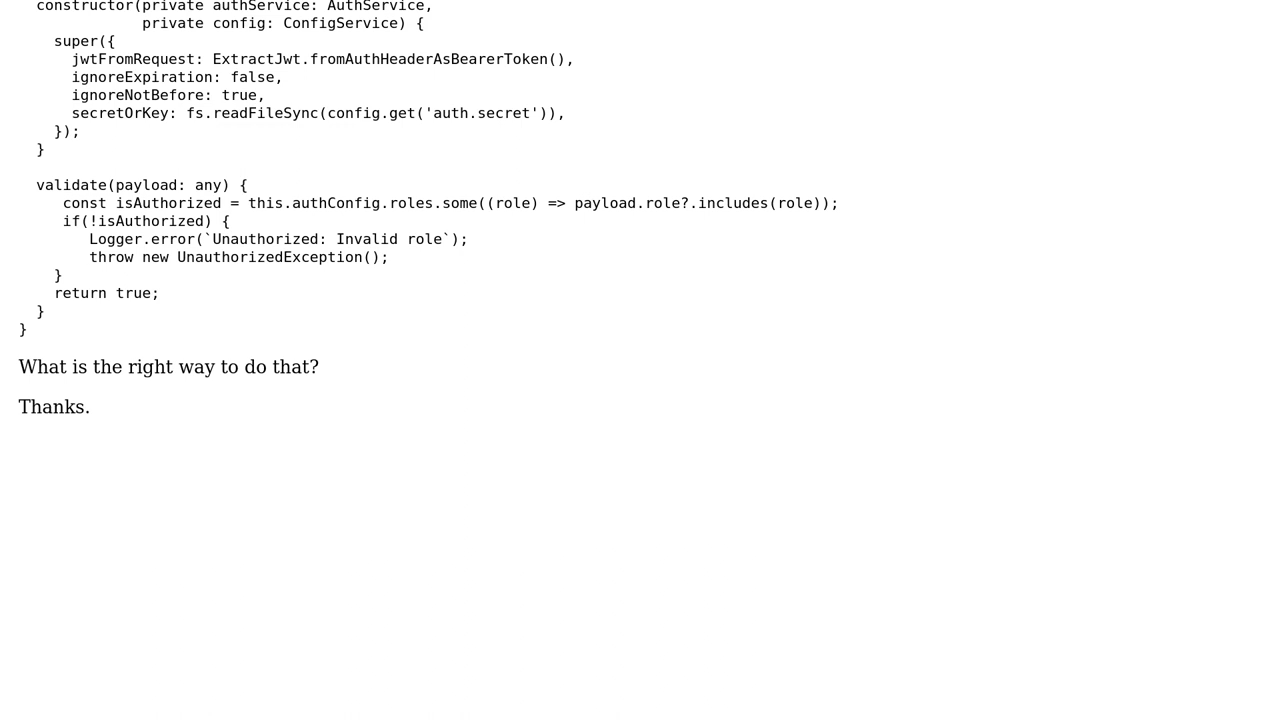 constructor(private authService: AuthService,
            private config: ConfigService) {
  super({
    jwtFromRequest: ExtractJwt.fromAuthHeaderAsBearerToken(),
    ignoreExpiration: false,
    ignoreNotBefore: true,
    secretOrKey: fs.readFileSync(config.get('auth.secret')),
  });
}
validate(payload: any) {
   const isAuthorized = this.authConfig.roles.some((role) => payload.role?.includes(role));
   if(!isAuthorized) {
      Logger.error(`Unauthorized: Invalid role`);
      throw new UnauthorizedException();
  }
  return true;
}
}
What is the right way to do that?
Thanks.